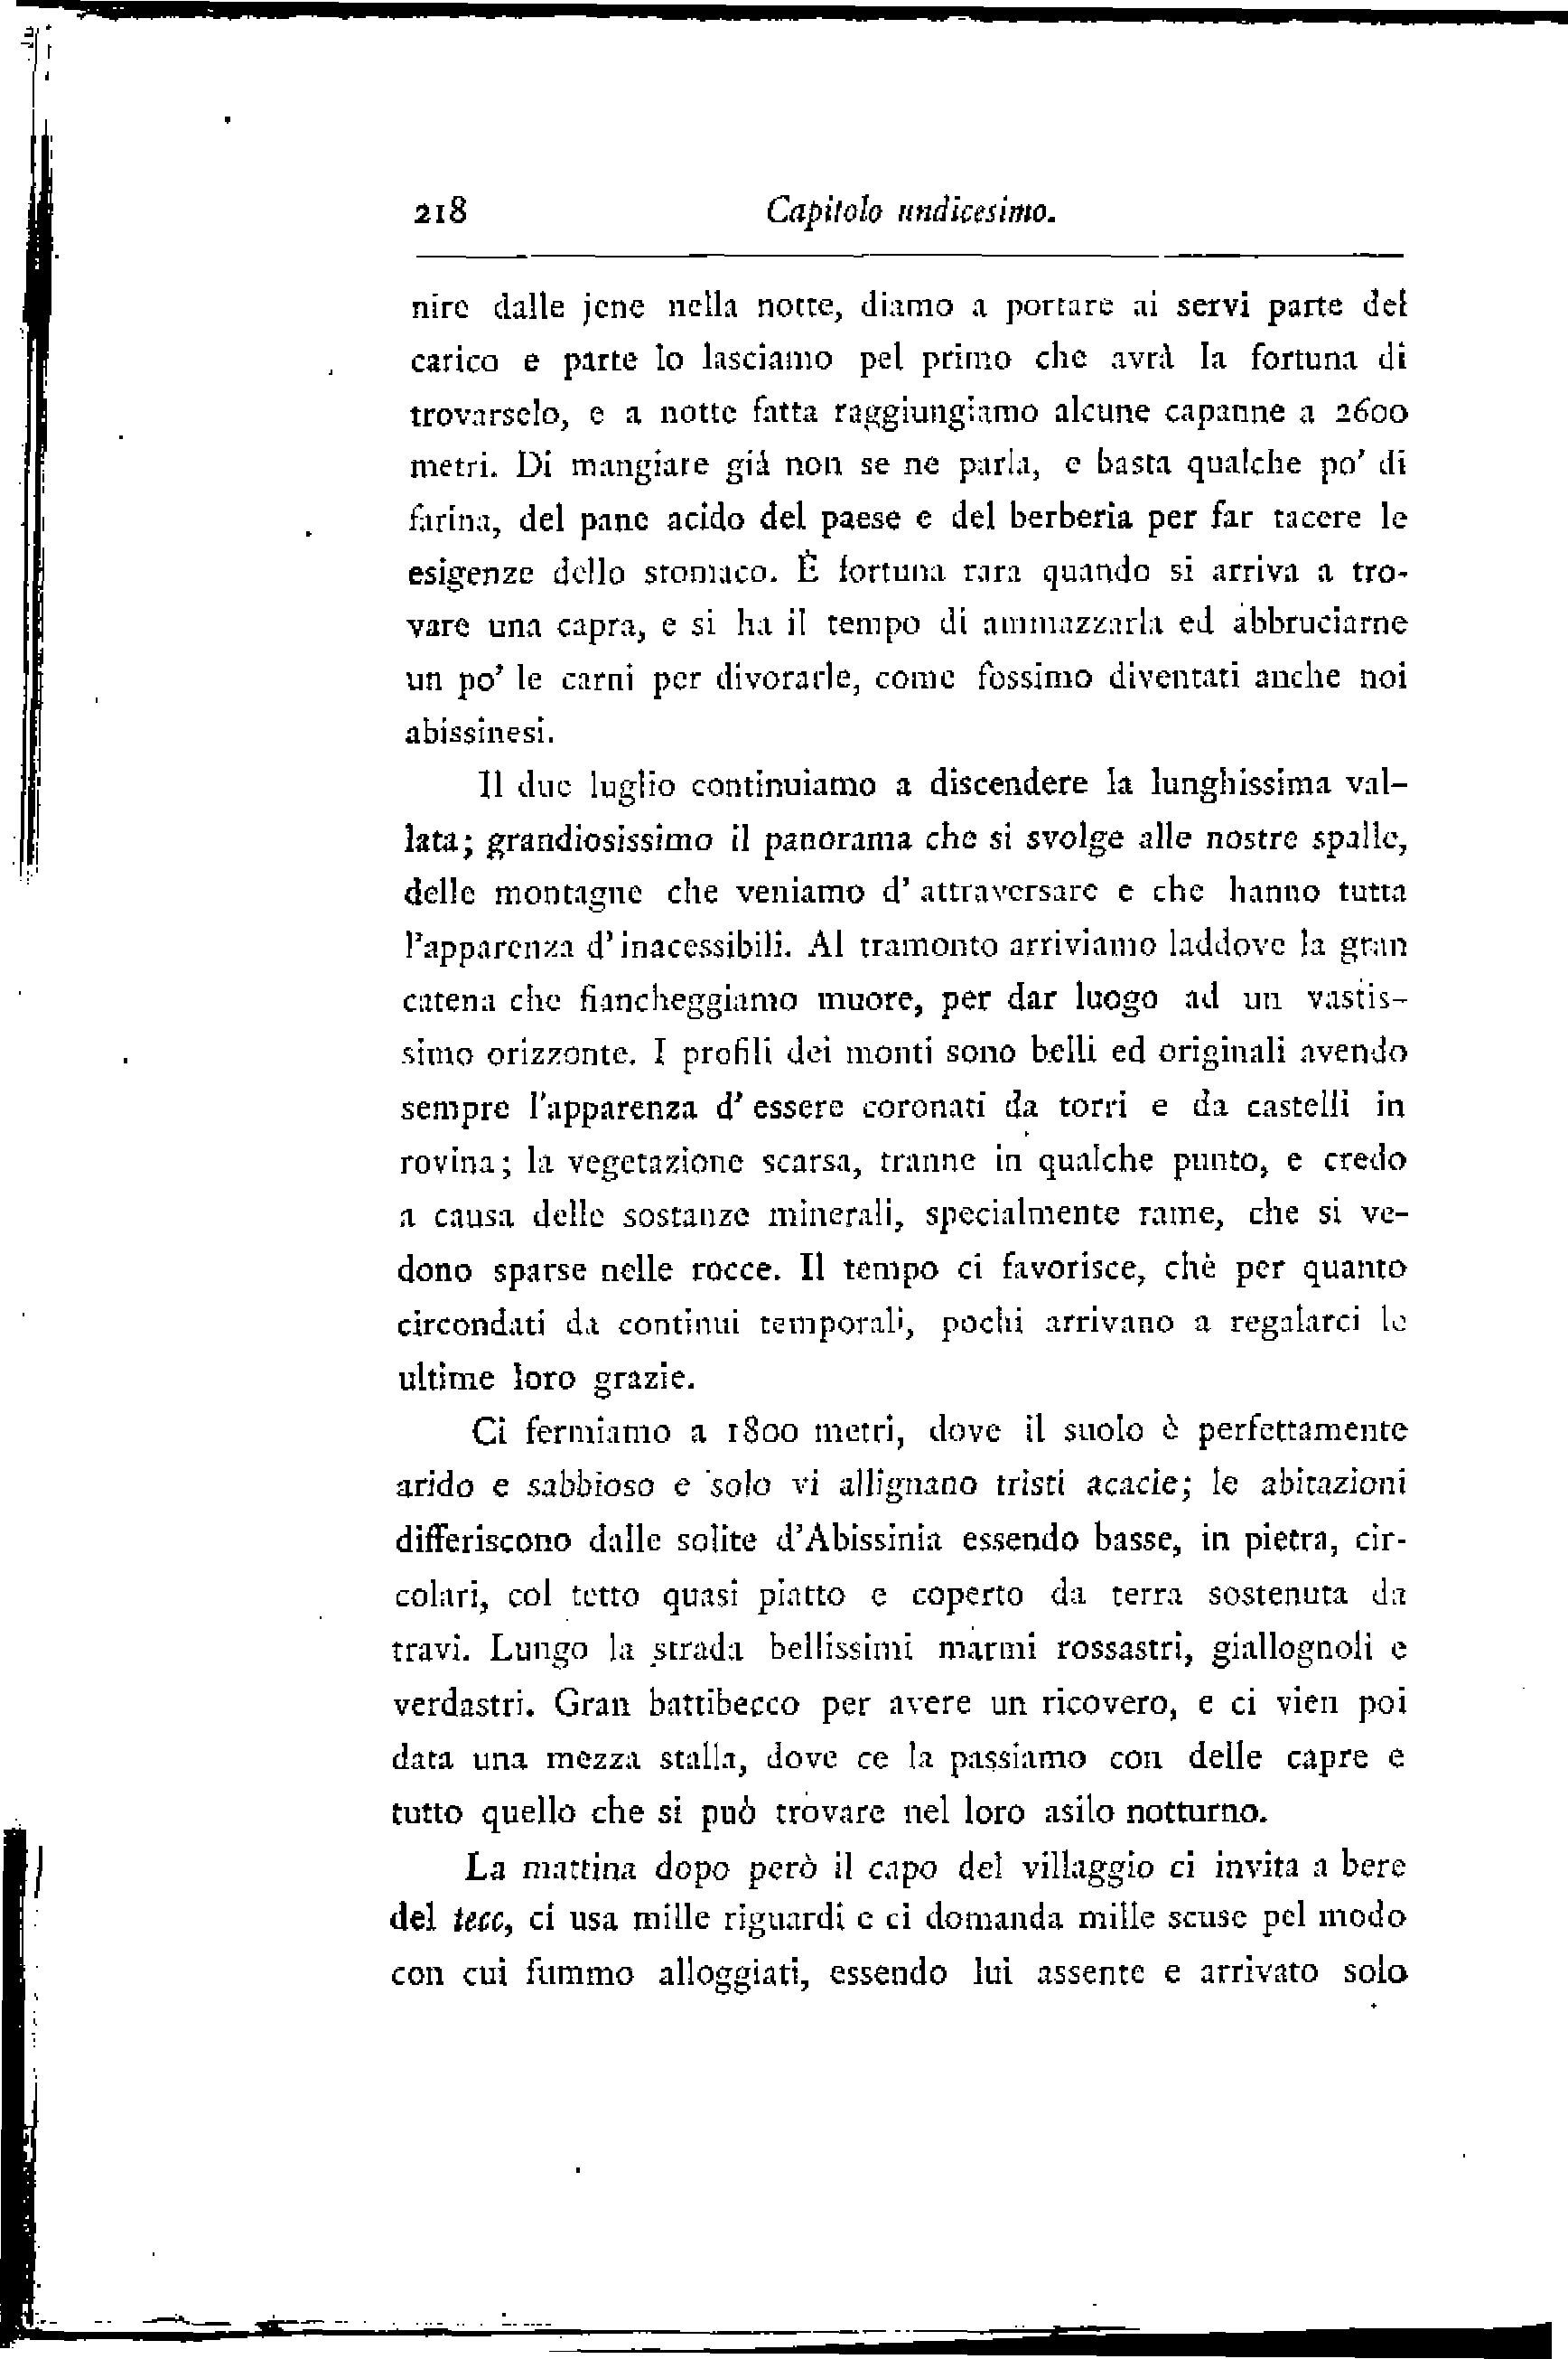 218 Capitolo undicesimo.
nire dalle jene nella notte, diamo a portare ai servi parte del
carico e parte lo lasciamo pel primo che avrà la fortuna di
trovarselo, e a notte fatta raggiungiamo alcune capanne a 2600
metri. Di mangiare già non se ne parla, e basta qualche po' di
farina, del pane acido del paese e del berberia per far tacere le
esigenze dello stomaco. È fortuna rara quando si arriva a tro-
vare una capra, e si ha il tempo di ammazzarla ed abbruciarne
un po' le carni per divorarle, come fossimo diventati anche noi
abissinesi.
Il due luglio continuiamo a discendere la lunghissima val-
lata; grandiosissimo il panorama che si svolge alle nostre spalle,
delle montagne che veniamo d'attraversare e che hanno tutta
l'apparenza d'inacessibili. Al tramonto arriviamo laddove la gran
catena che fiancheggiamo muore, per dar luogo ad un vastis-
simo orizzonte. I profili dei monti sono belli ed originali avendo
sempre l'apparenza d'essere coronati da torri e da castelli in
rovina; la vegetazione scarsa, tranne in qualche punto, e credo
a causa delle sostanze minerali, specialmente rame, che si ve-
dono sparse nelle rocce. Il tempo ci favorisce, chè per quanto
circondati da continui temporali, pochi arrivano a regalarci le
ultime loro grazie.
Ci fermiamo a 1800 metri, dove il suolo è perfettamente
arido e sabbioso e solo vi allignano tristi acacie; le abitazioni
differiscono dalle solite d'Abissinia essendo basse, in pietra, cir-
colari, col tetto quasi piatto e coperto da terra sostenuta da
travi. Lungo la strada bellissimi marmi rossastri, giallognoli e
verdastri. Gran battibecco per avere un ricovero, e ci vien poi
data una mezza stalla, dove ce la passiamo con delle capre e
tutto quello che si può trovare nel loro asilo notturno.
La mattina dopo però il capo del villaggio ci invita a bere
del tecc, ci usa mille riguardi e ci domanda mille scuse pel modo
con cui fummo alloggiati, essendo lui assente e arrivato solo